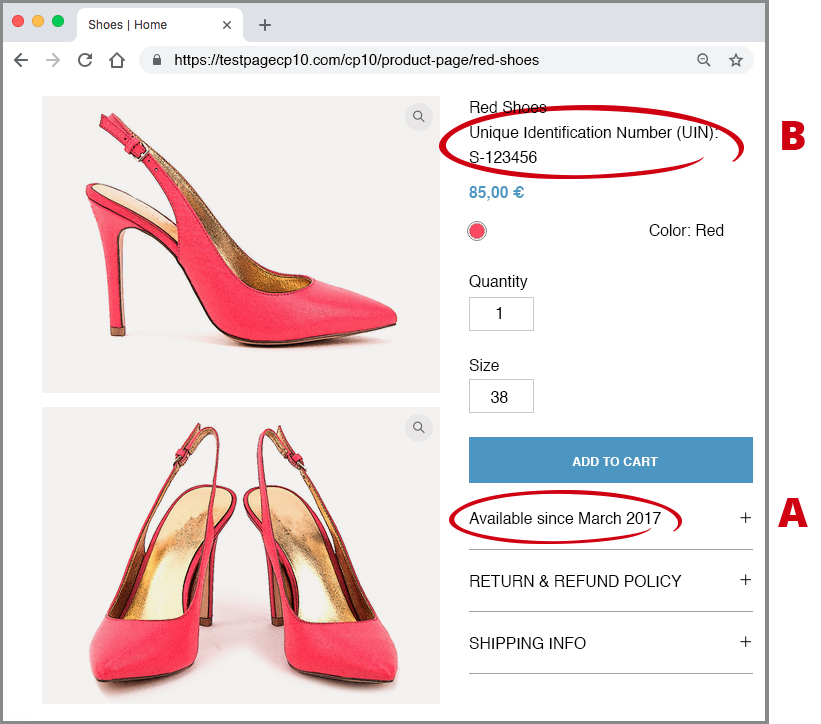 Shoes | Home
https://testpagecp10.com/cp10/product-page/red-shoes
Red Shoes
Unique Identification Number (UIN):
S-123456
B
85,00 €
Color: Red
Quantity
1
Size
38
ADD TO CART
Available since March 2017 +
A
RETURN & REFUND POLICY +
SHIPPING INFO +